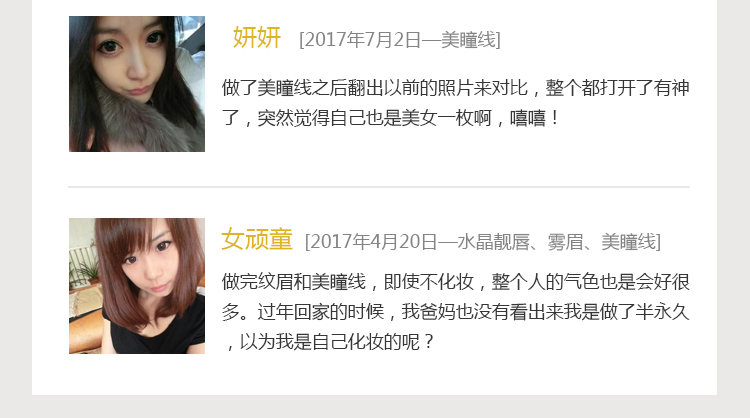 妍妍 [2017年7月2日—美瞳线]
做了美瞳线之后翻出以前的照片来对比，整个都打开了有神
了，突然觉得自己也是美女一枚啊，嘻嘻！
女顽童 [2017年4月20日—水晶靓唇、雾眉、美瞳线]
做完纹眉和美瞳线，即使不化妆，整个人的气色也是会好很
多。过年回家的时候，我爸妈也没有看出来我是做了半永久
，以为我是自己化妆的呢？